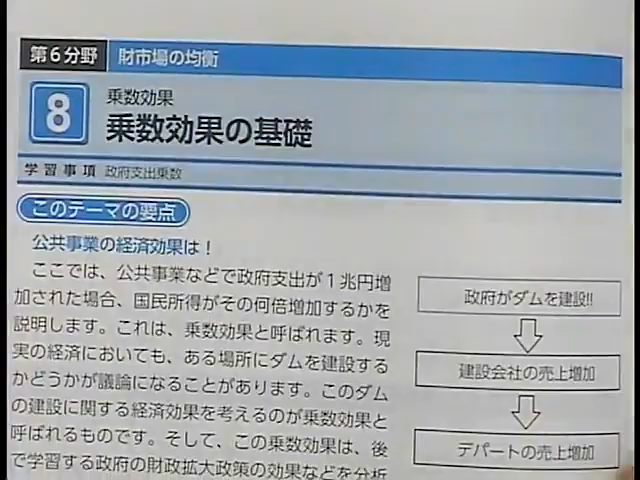 第6分野 財市場の均衡
8
乗数効果
乗数効果の基礎
学習事項 政府支出乗数
このテーマの要点
公共事業の経済効果は！
ここでは、公共事業などで政府支出が1兆円増
加された場合、国民所得がその何倍増加するかを
説明します。これは、乗数効果と呼ばれます。現
実の経済においても、ある場所にダムを建設する
かどうかが議論になることがあります。このダム
の建設に関する経済効果を考えるのが乗数効果と
呼ばれるものです。そして、この乗数効果は、後
で学習する政府の財政拡大政策の効果などを分析
政府がダムを建設!!
建設会社の売上増加
デパートの売上増加